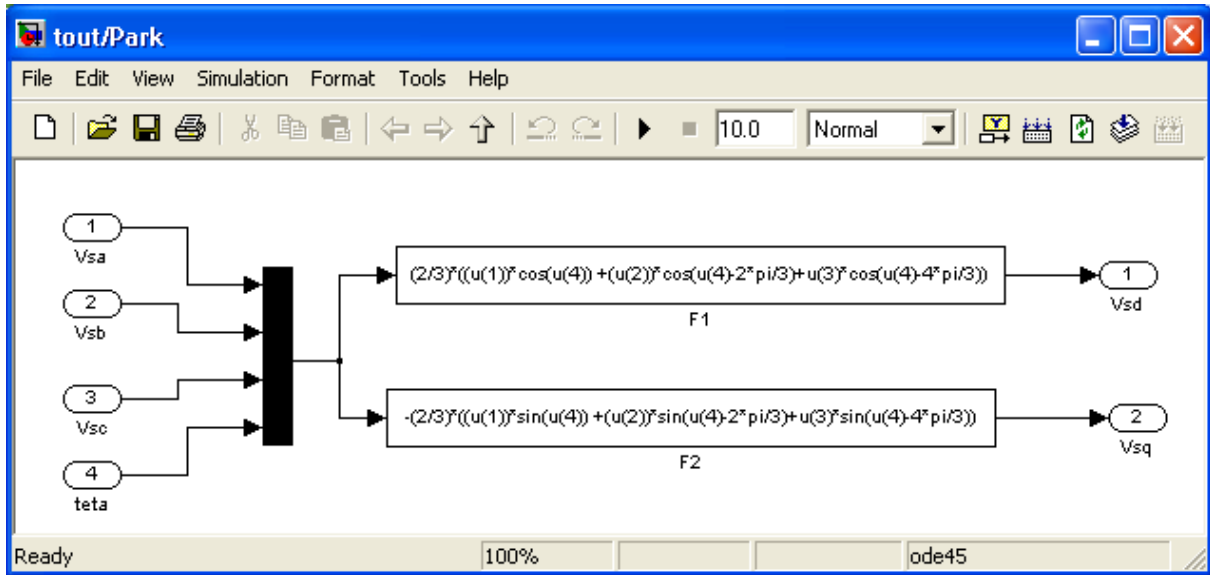 tout/Park
File Edit View Simulation Format Tools Help
10.0 Normal
1
Vsa
2
Vsb
3
Vsc
4
teta
(2/3)*((u(1))*cos(u(4)) +(u(2))*cos(u(4)-2*pi/3)+u(3)*cos(u(4)-4*pi/3))
F1
1
Vsd
-(2/3)*((u(1))*sin(u(4)) +(u(2))*sin(u(4)-2*pi/3)+u(3)*sin(u(4)-4*pi/3))
F2
2
Vsq
Ready 100% ode45